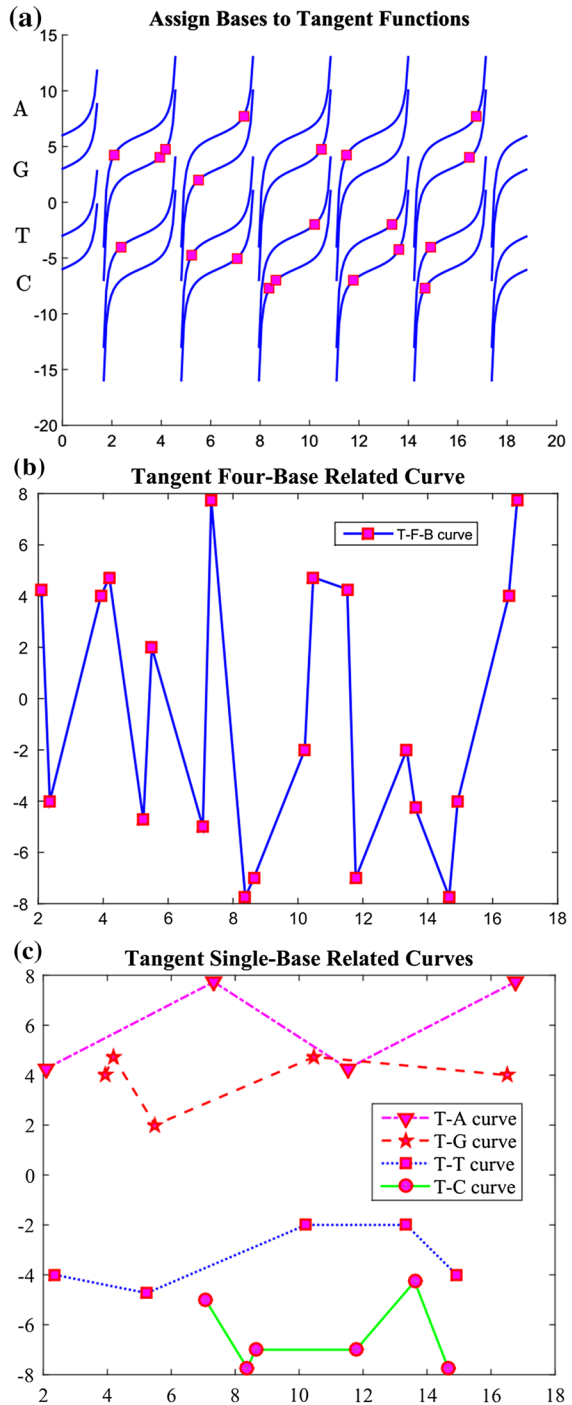 (a)
Assign Bases to Tangent Functions
15
10
A
5
G
0
T
-5
C
-10
-15
-20
0 2 4 6 8 10 12 14 16 18 20
(b)
Tangent Four-Base Related Curve
8
T-F-B curve
6
4
2
0
-2
-4
-6
-8
2 4 6 8 10 12 14 16 18
(c)
Tangent Single-Base Related Curves
8
6
4
T-A curve
2
T-G curve
T-T curve
0
T-C curve
-2
-4
-6
-8
2 4 6 8 10 12 14 16 18